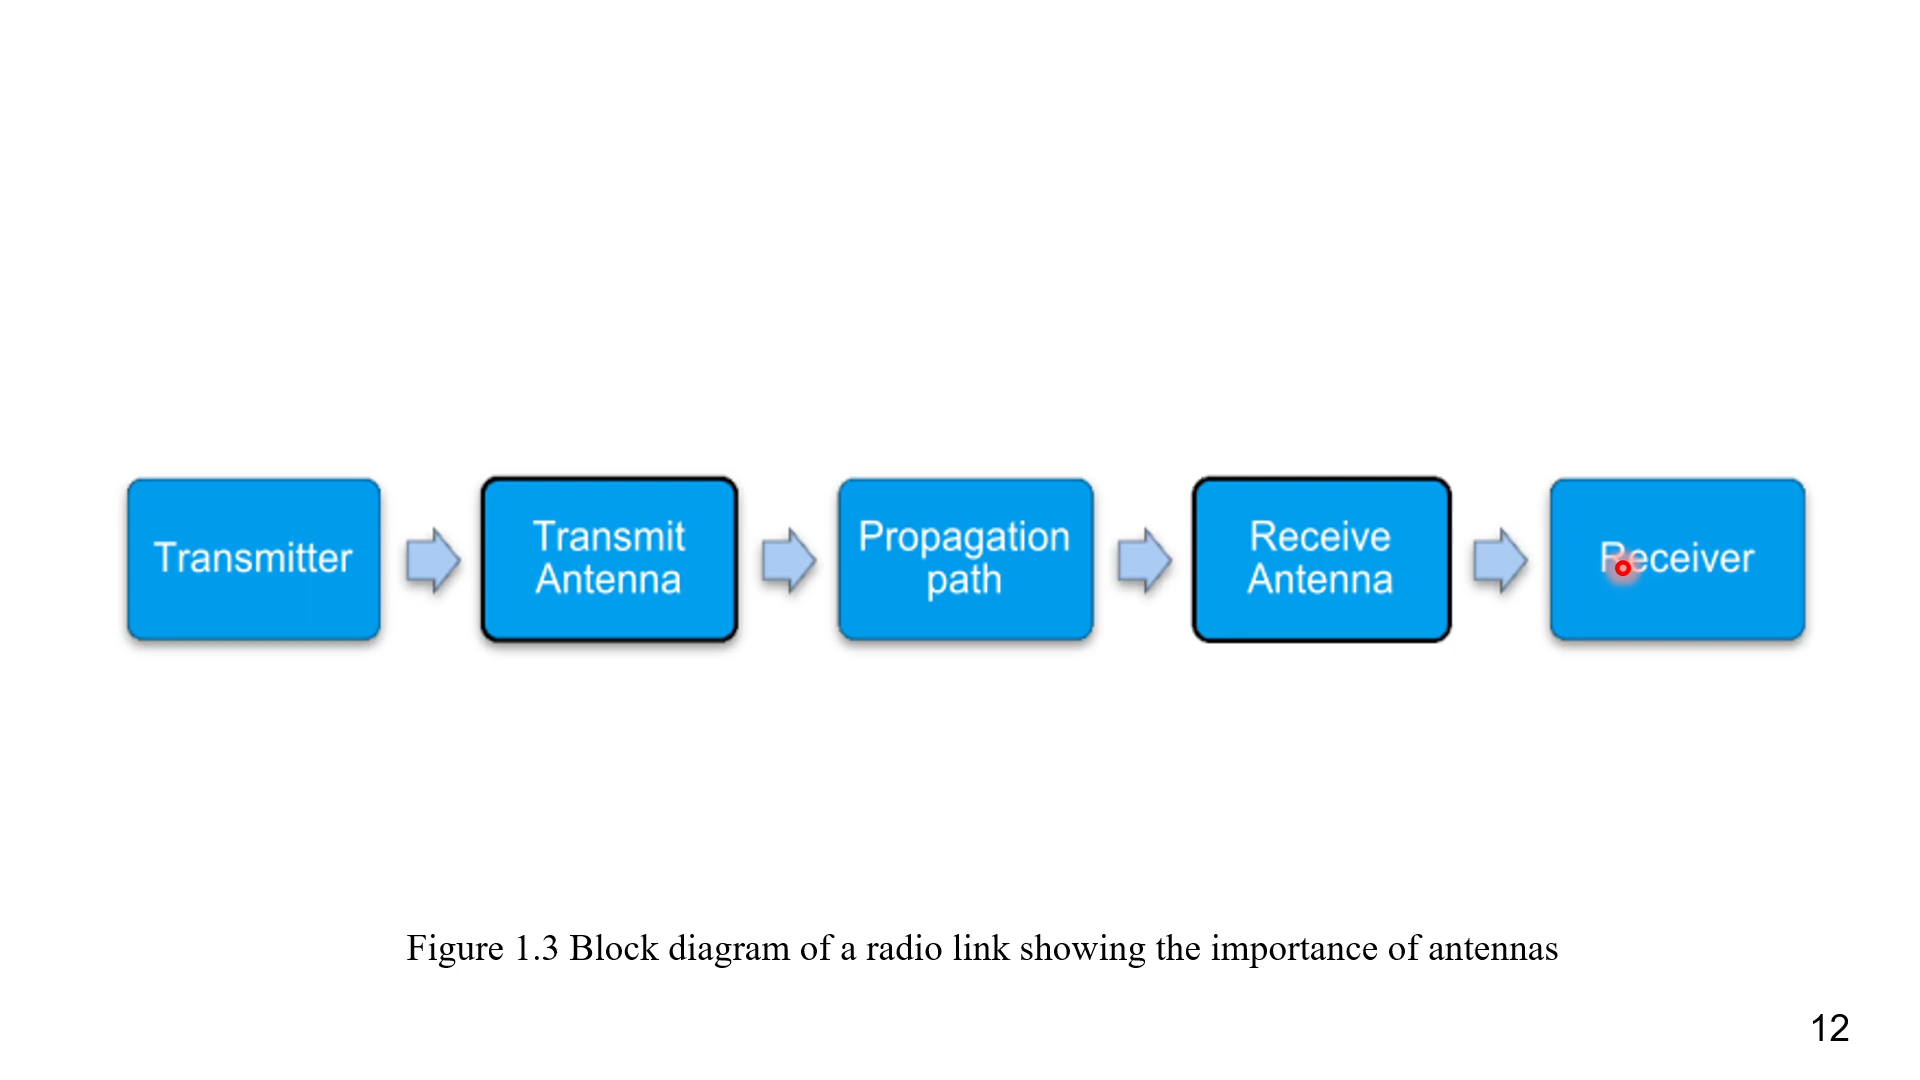 Transmitter
Transmit
Antenna
Propagation
path
Receive
Antenna
Receiver
Figure 1.3 Block diagram of a radio link showing the importance of antennas
12